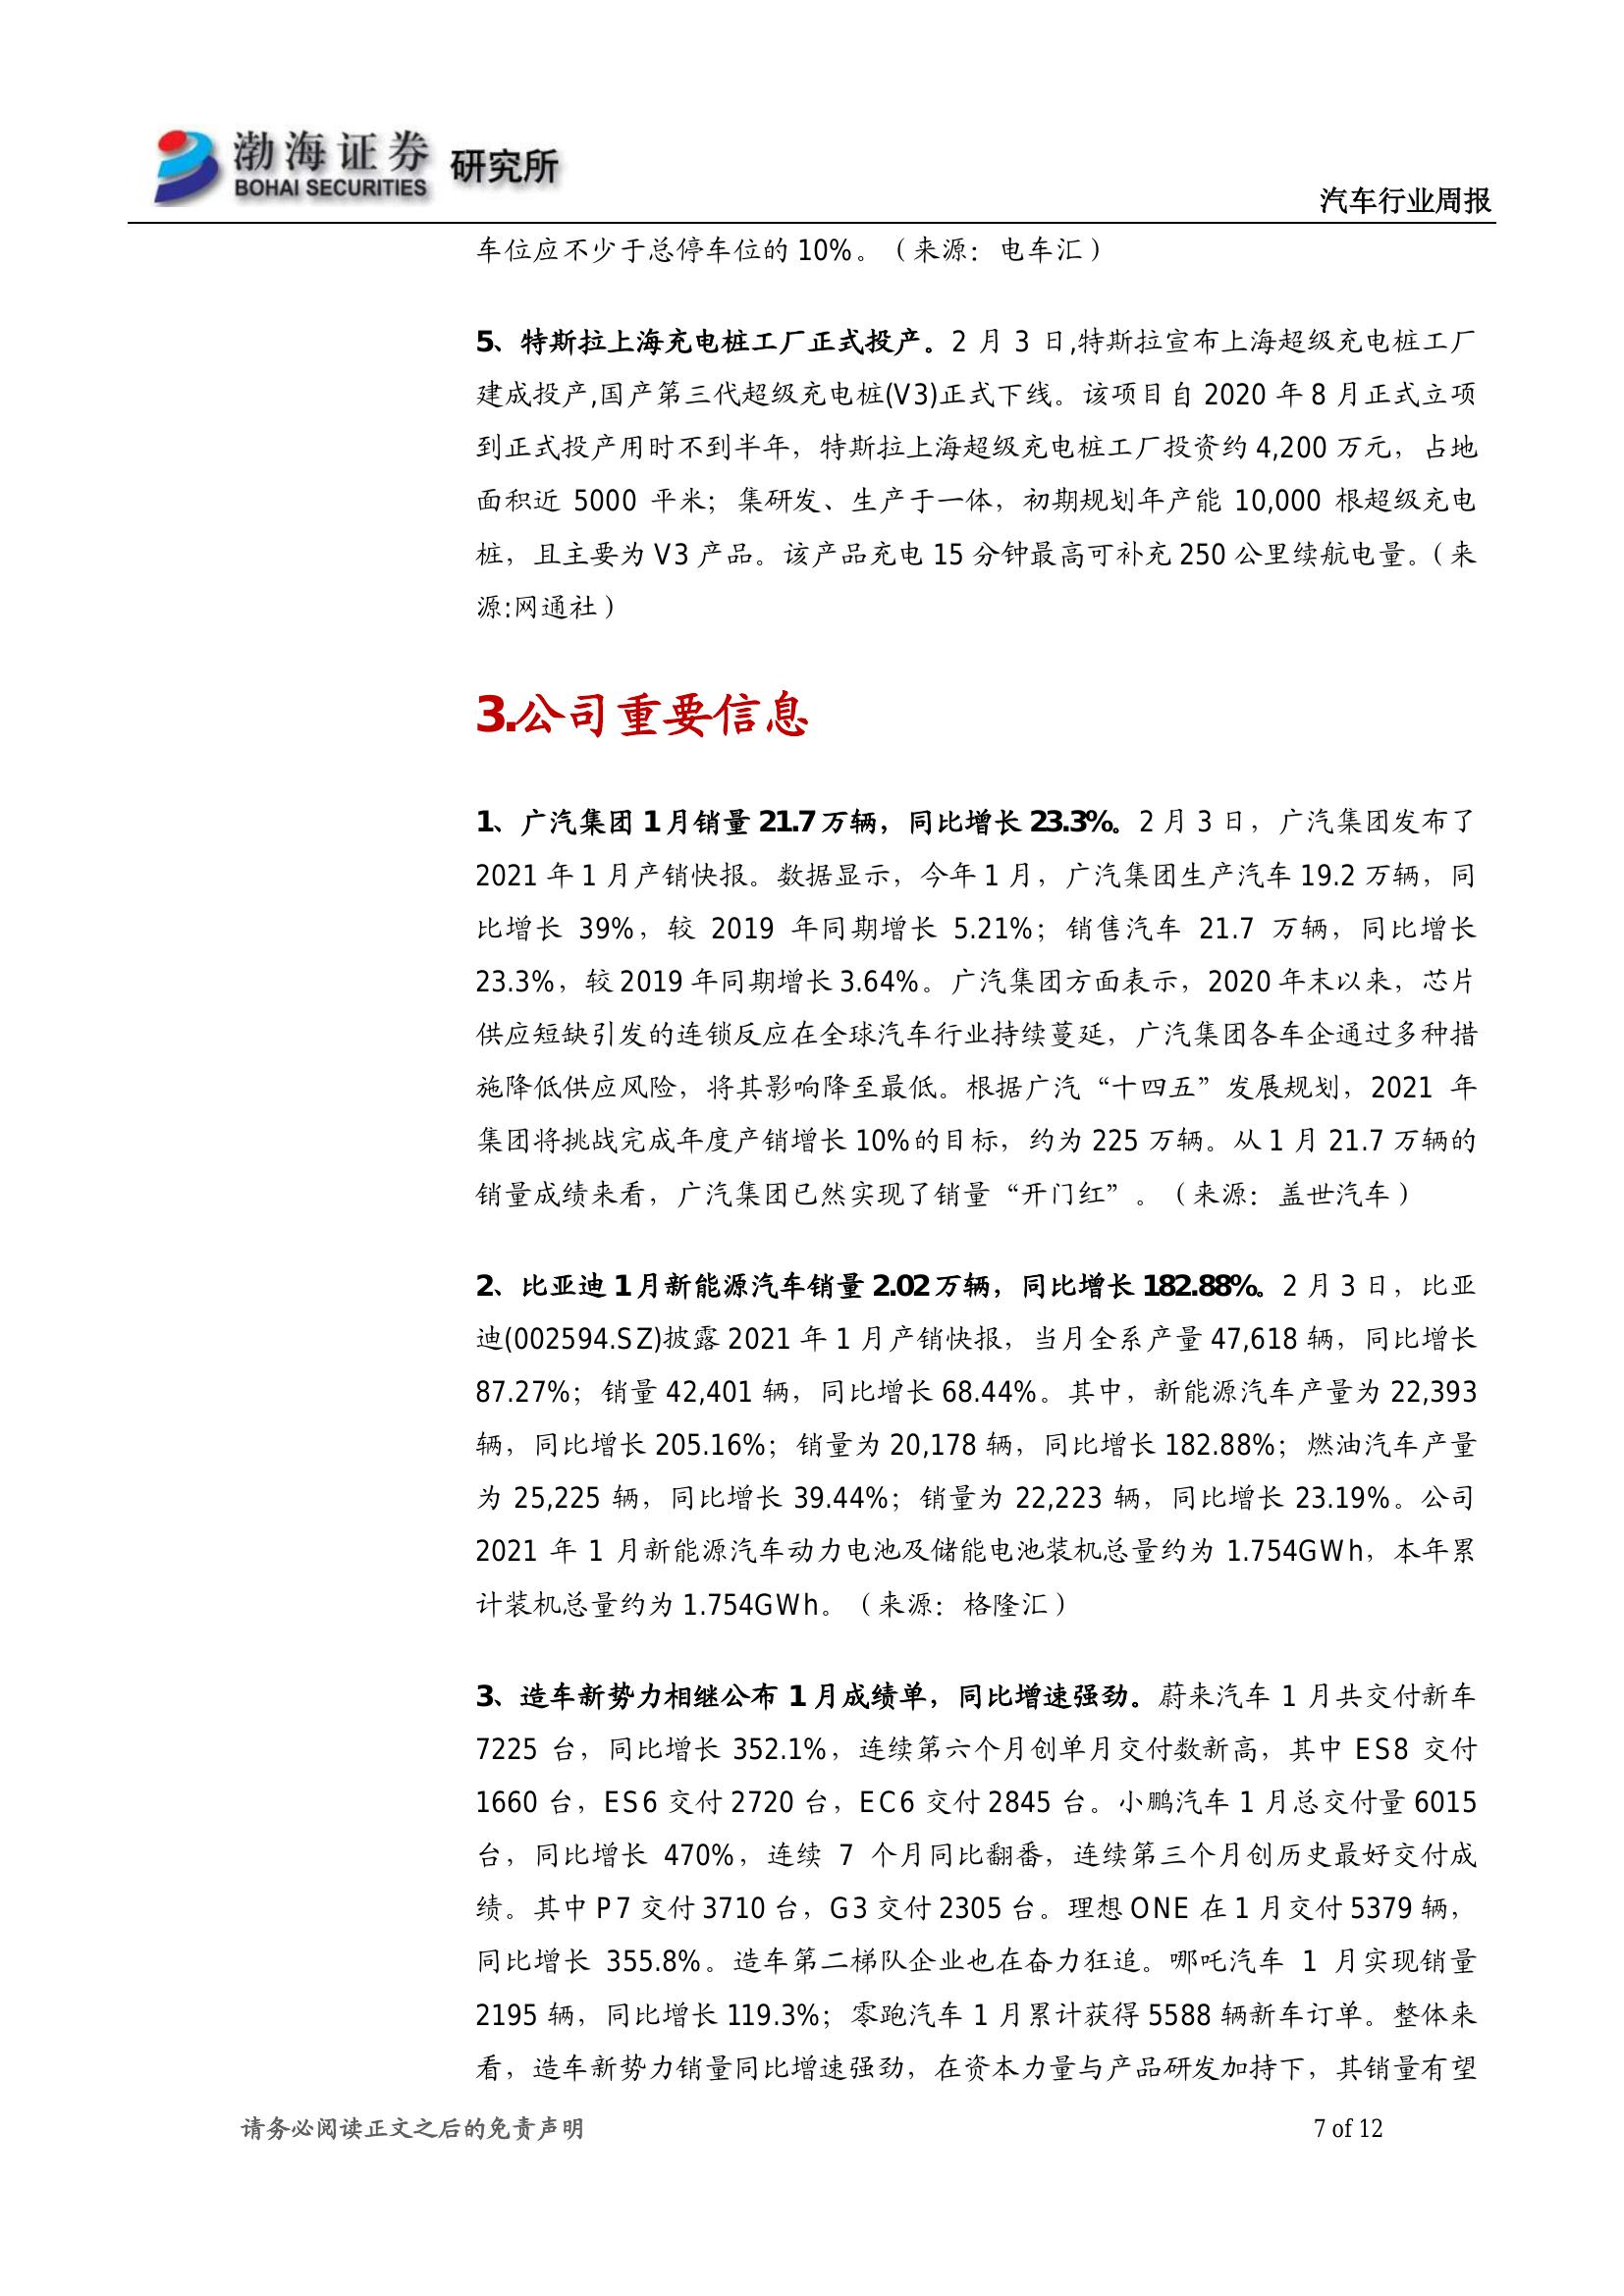 渤海证券 研究所
BOHAI SECURITIES
汽车行业周报
车位应不少于总停车位的 10%。（来源：电车汇）
5、特斯拉上海充电桩工厂正式投产。2 月 3 日,特斯拉宣布上海超级充电桩工厂
建成投产,国产第三代超级充电桩(V3)正式下线。该项目自 2020 年 8 月正式立项
到正式投产用时不到半年，特斯拉上海超级充电桩工厂投资约 4,200 万元，占地
面积近 5000 平米；集研发、生产于一体，初期规划年产能 10,000 根超级充电
桩，且主要为 V3 产品。该产品充电 15 分钟最高可补充 250 公里续航电量。（来
源:网通社）
3.公司重要信息
1、广汽集团 1 月销量 21.7 万辆，同比增长 23.3%。2 月 3 日，广汽集团发布了
2021 年 1 月产销快报。数据显示，今年 1 月，广汽集团生产汽车 19.2 万辆，同
比增长 39%，较 2019 年同期增长 5.21%；销售汽车 21.7 万辆，同比增长
23.3%，较 2019 年同期增长 3.64%。广汽集团方面表示，2020 年末以来，芯片
供应短缺引发的连锁反应在全球汽车行业持续蔓延，广汽集团各车企通过多种措
施降低供应风险，将其影响降至最低。根据广汽“十四五”发展规划，2021 年
集团将挑战完成年度产销增长 10%的目标，约为 225 万辆。从 1 月 21.7 万辆的
销量成绩来看，广汽集团已然实现了销量“开门红”。（来源：盖世汽车）
2、比亚迪 1 月新能源汽车销量 2.02 万辆，同比增长 182.88%。2 月 3 日，比亚
迪(002594.SZ)披露 2021 年 1 月产销快报，当月全系产量 47,618 辆，同比增长
87.27%；销量 42,401 辆，同比增长 68.44%。其中，新能源汽车产量为 22,393
辆，同比增长 205.16%；销量为 20,178 辆，同比增长 182.88%；燃油汽车产量
为 25,225 辆，同比增长 39.44%；销量为 22,223 辆，同比增长 23.19%。公司
2021 年 1 月新能源汽车动力电池及储能电池装机总量约为 1.754GWh，本年累
计装机总量约为 1.754GWh。（来源：格隆汇）
3、造车新势力相继公布 1 月成绩单，同比增速强劲。蔚来汽车 1 月共交付新车
7225 台，同比增长 352.1%，连续第六个月创单月交付数新高，其中 ES8 交付
1660 台，ES6 交付 2720 台，EC6 交付 2845 台。小鹏汽车 1 月总交付量 6015
台，同比增长 470%，连续 7 个月同比翻番，连续第三个月创历史最好交付成
绩。其中 P7 交付 3710 台，G3 交付 2305 台。理想 ONE 在 1 月交付 5379 辆，
同比增长 355.8%。造车第二梯队企业也在奋力狂追。哪吒汽车 1 月实现销量
2195 辆，同比增长 119.3%；零跑汽车 1 月累计获得 5588 辆新车订单。整体来
看，造车新势力销量同比增速强劲，在资本力量与产品研发加持下，其销量有望
请务必阅读正文之后的免责声明
7 of 12